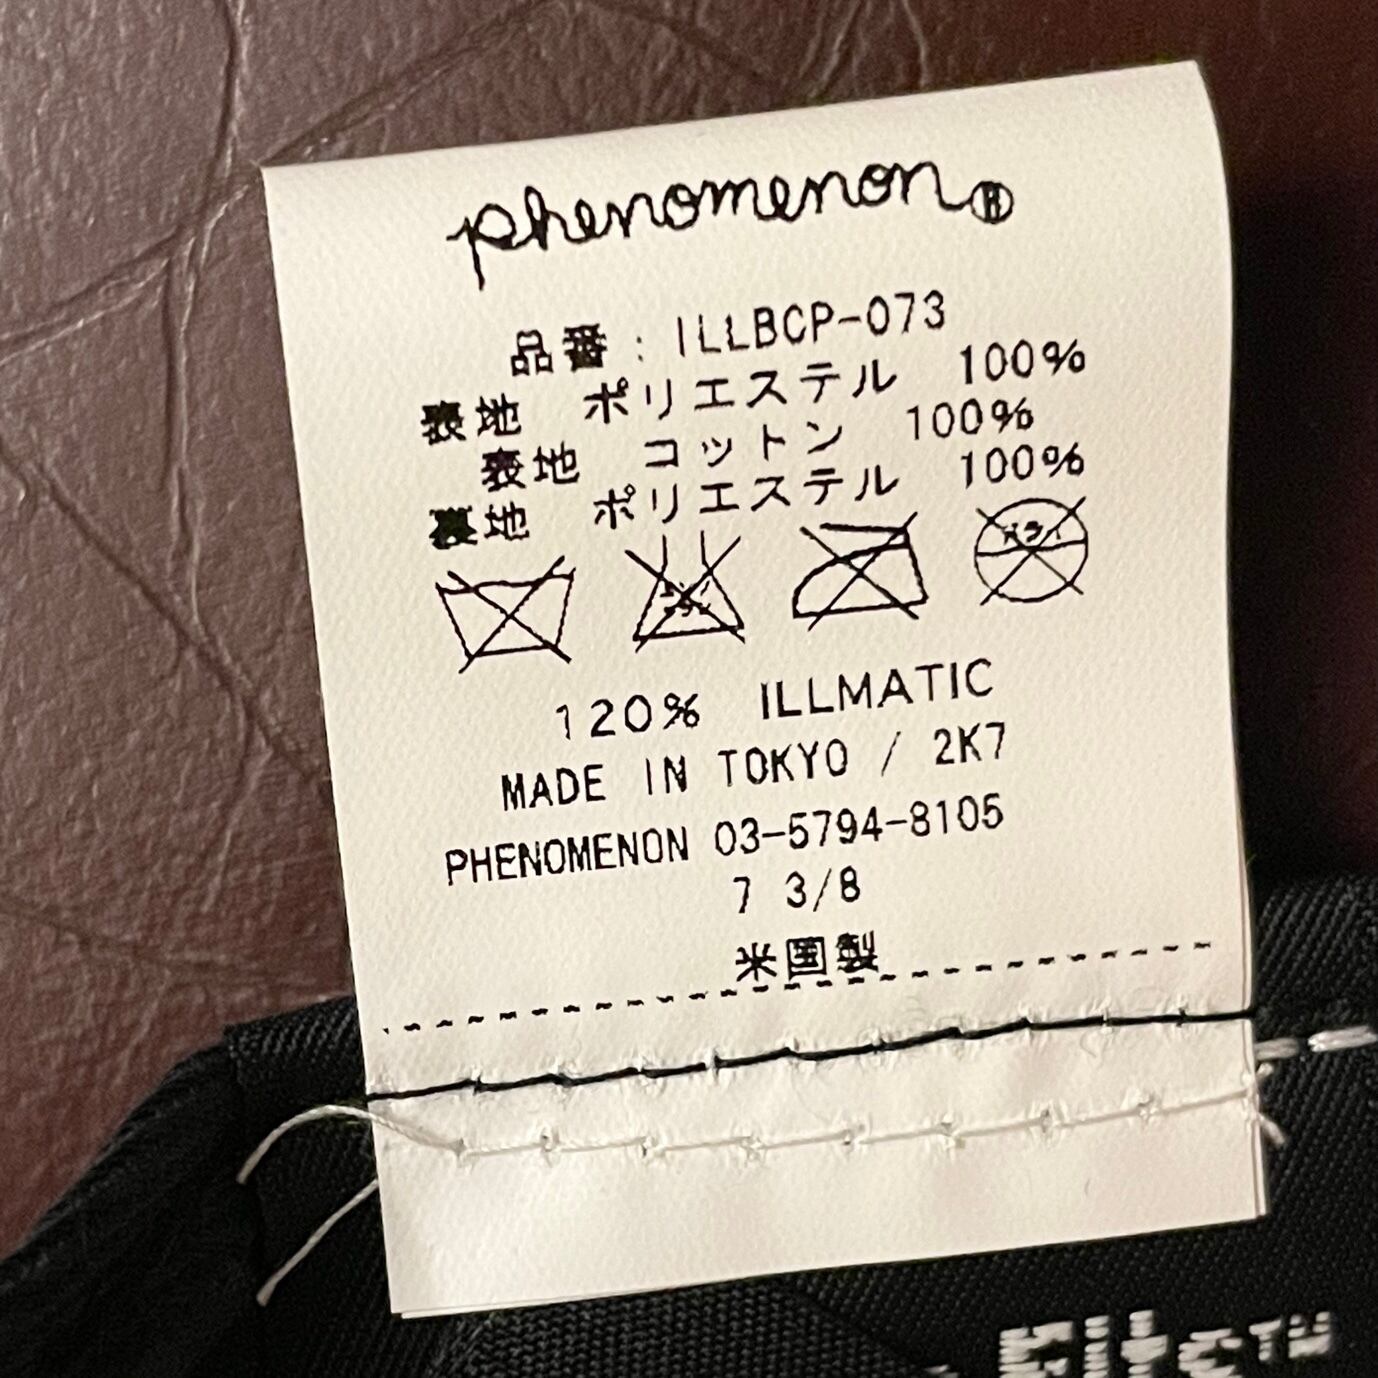 phenomenon®
品番：ILLBCP-073
表地　ポリエステル　100%
表地　コットン　100%
裏地　ポリエステル　100%
120% ILLMATIC
MADE IN TOKYO / 2K7
PHENOMENON 03-5794-8105
7 3/8
米国製